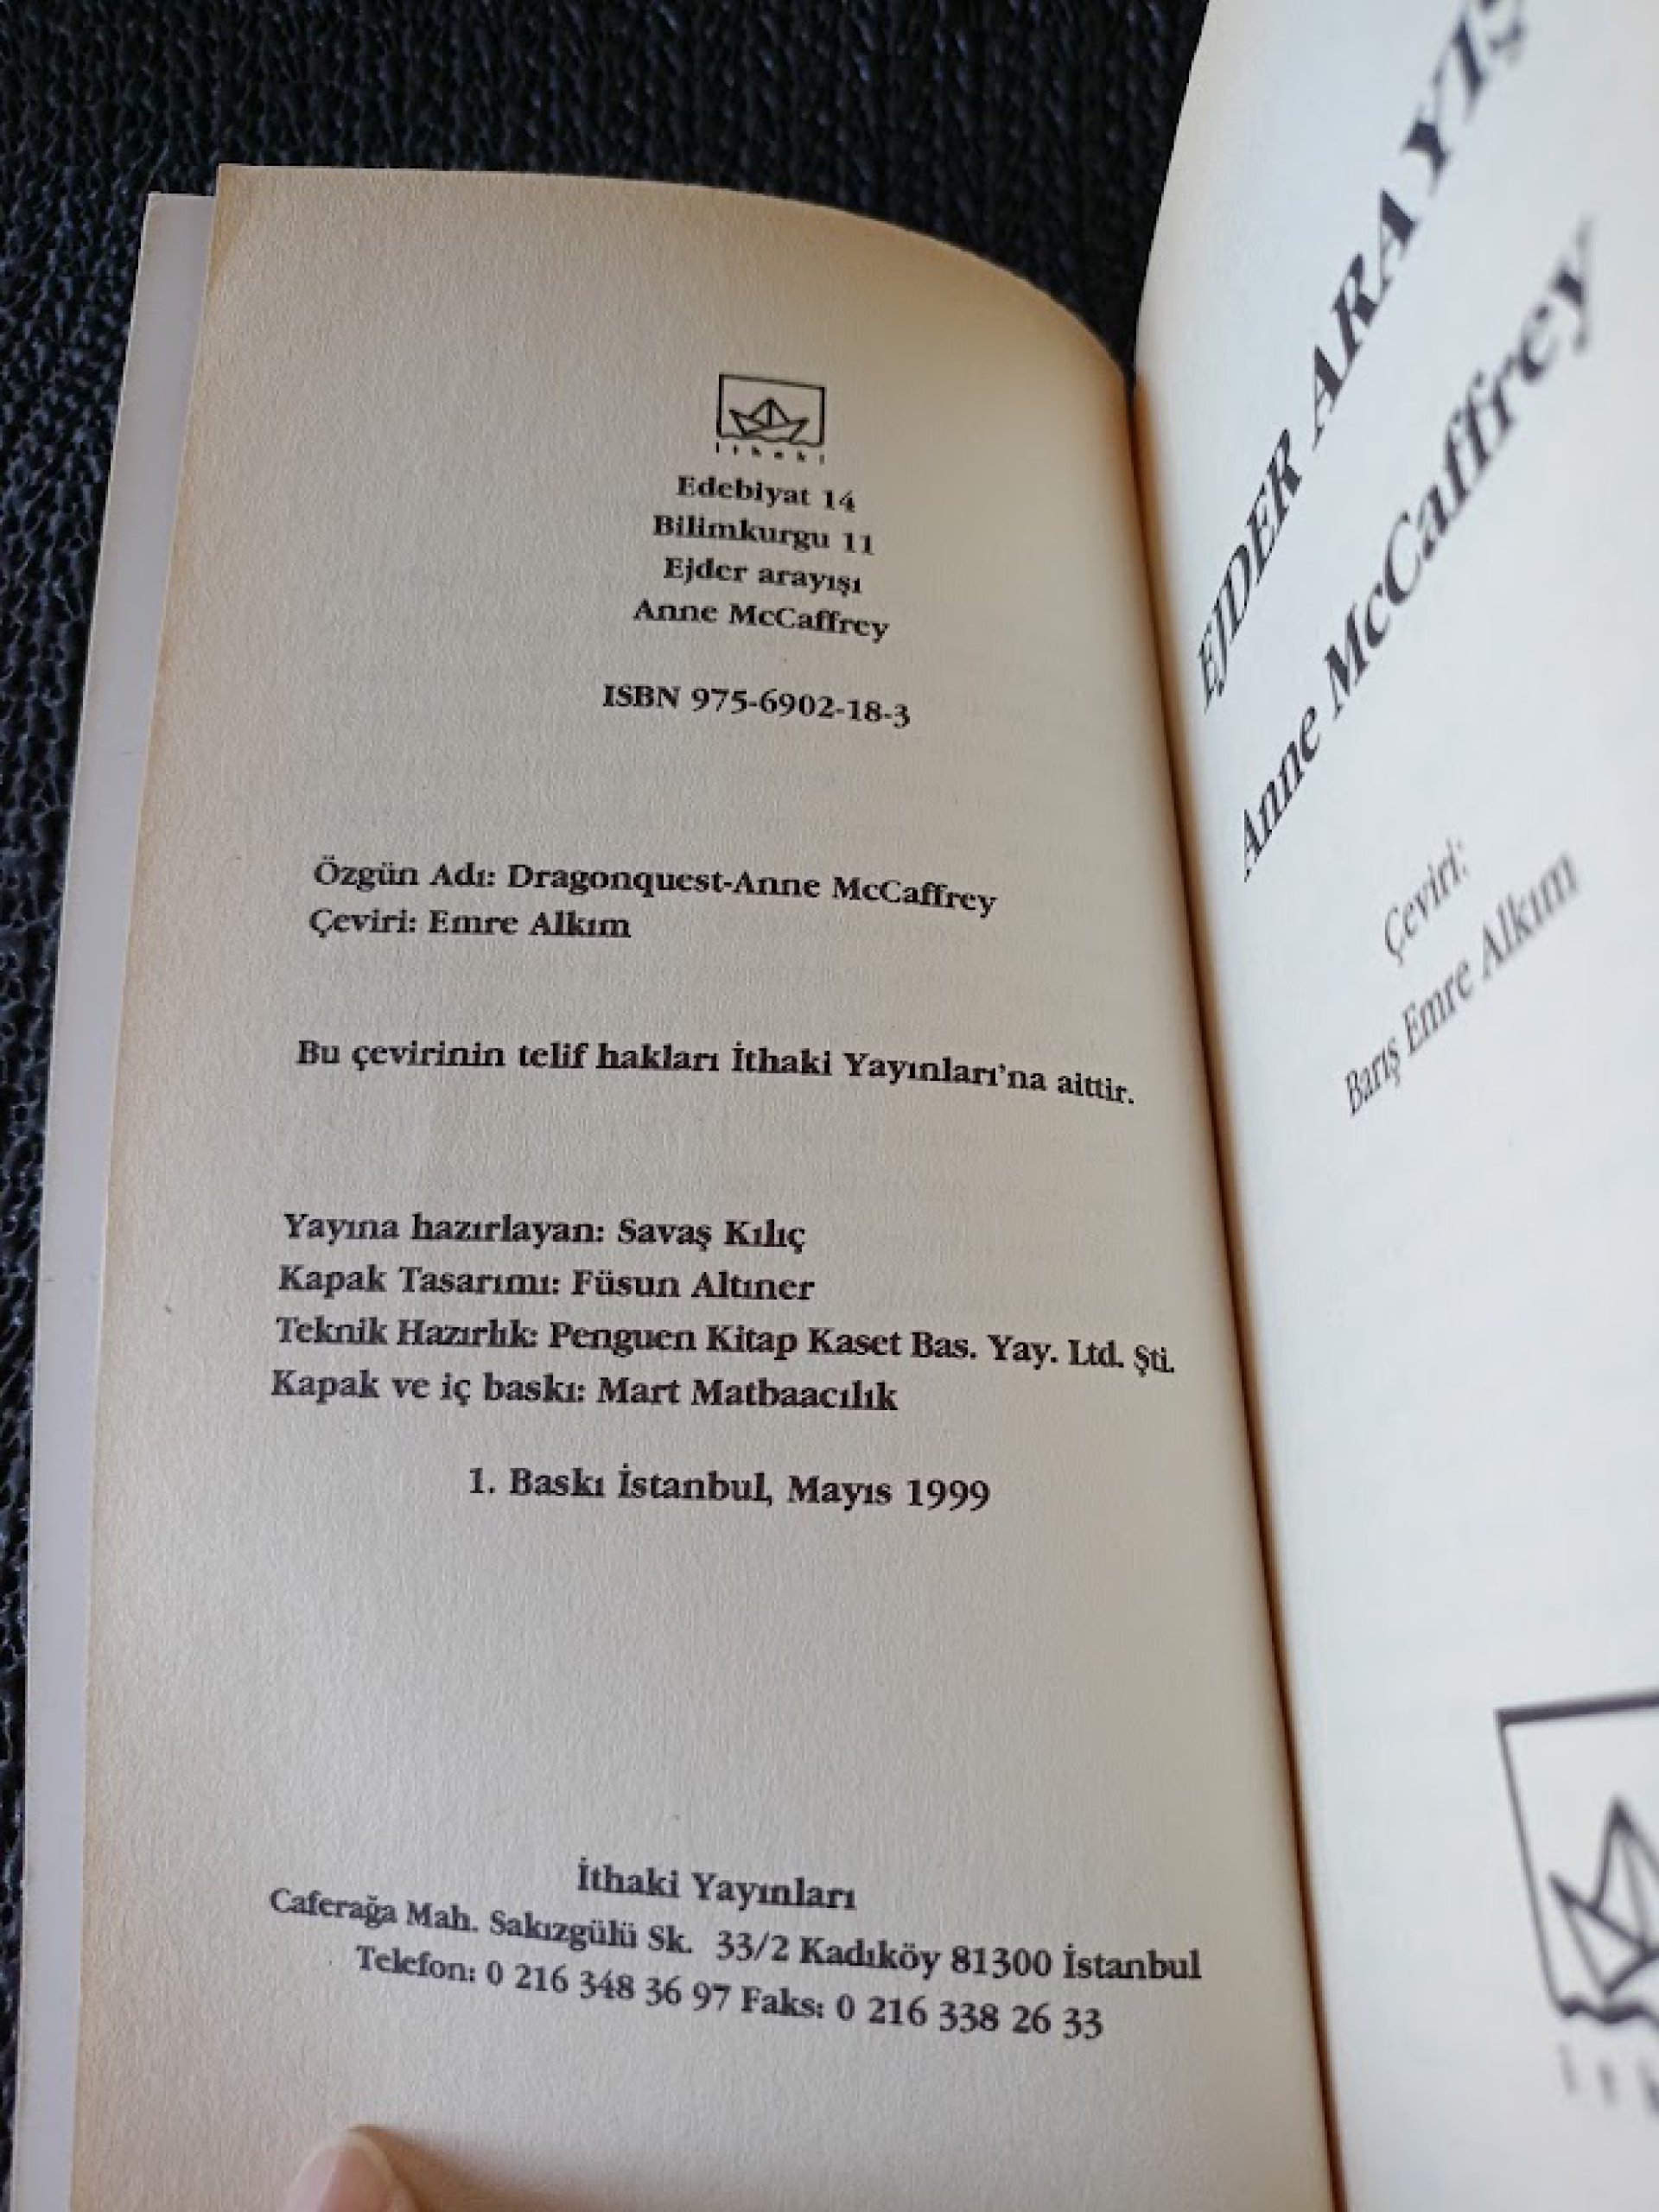 İthaki
Edebiyat 14
Bilimkurgu 11
Ejder arayışı
Anne McCaffrey
ISBN 975-6902-18-3
Özgün Adı: Dragonquest-Anne McCaffrey
Çeviri: Emre Alkım
Bu çevirinin telif hakları İthaki Yayınları'na aittir.
Yayına hazırlayan: Savaş Kılıç
Kapak Tasarımı: Füsun Altıner
Teknik Hazırlık: Penguen Kitap Kaset Bas. Yay. Ltd. Şti.
Kapak ve iç baskı: Mart Matbaacılık
1. Baskı İstanbul, Mayıs 1999
İthaki Yayınları
Caferağa Mah. Sakızgülü Sk. 33/2 Kadıköy 81300 İstanbul
Telefon: 0 216 348 36 97 Faks: 0 216 338 26 33
EJDER ARAYIŞ
Anne McCaffrey
Çeviri:
Barış Emre Alkım